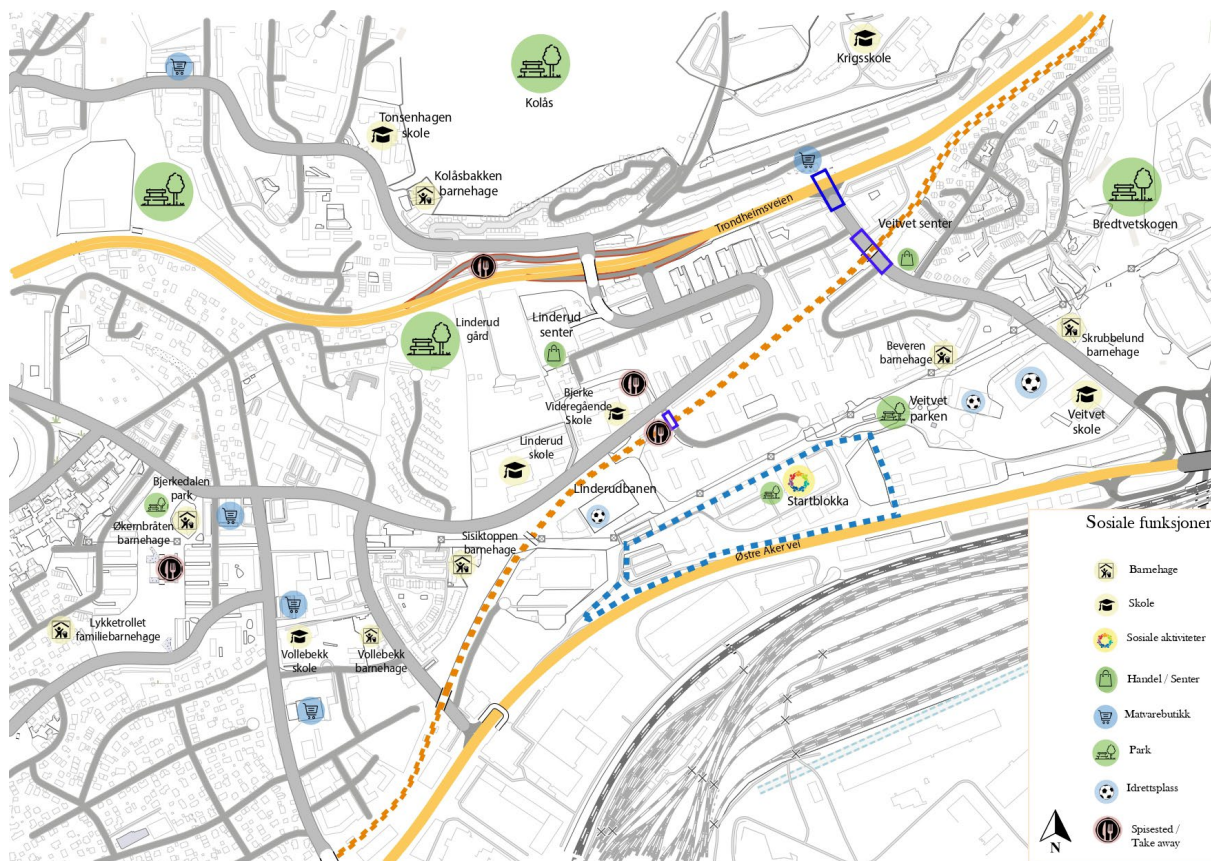 Krigsskole
Kolås
Tonsenhagen
skole
Kolåsbakken
barnehage
Trondheimsveien
Veitvet senter
Bredtvetskogen
Linderud
gård
Linderud
senter
Skrubbelund
barnehage
Beveren
barnehage
Bjerke
Videregående
Skole
Veitvet
parken
Veitvet
skole
Linderud
skole
Bjerkedalen
park
Linderudbanen
Startblokka
Økernbråten
barnehage
Sisiktoppen
barnehage
Østre Aker vei
Lykketrollet
familiebarnehage
Vollebekk
skole
Vollebekk
barnehage
Sosiale funksjoner
Barnehage
Skole
Sosiale aktiviteter
Handel / Senter
Matvarebutikk
Park
Idrettsplass
Spisested /
Take away
N